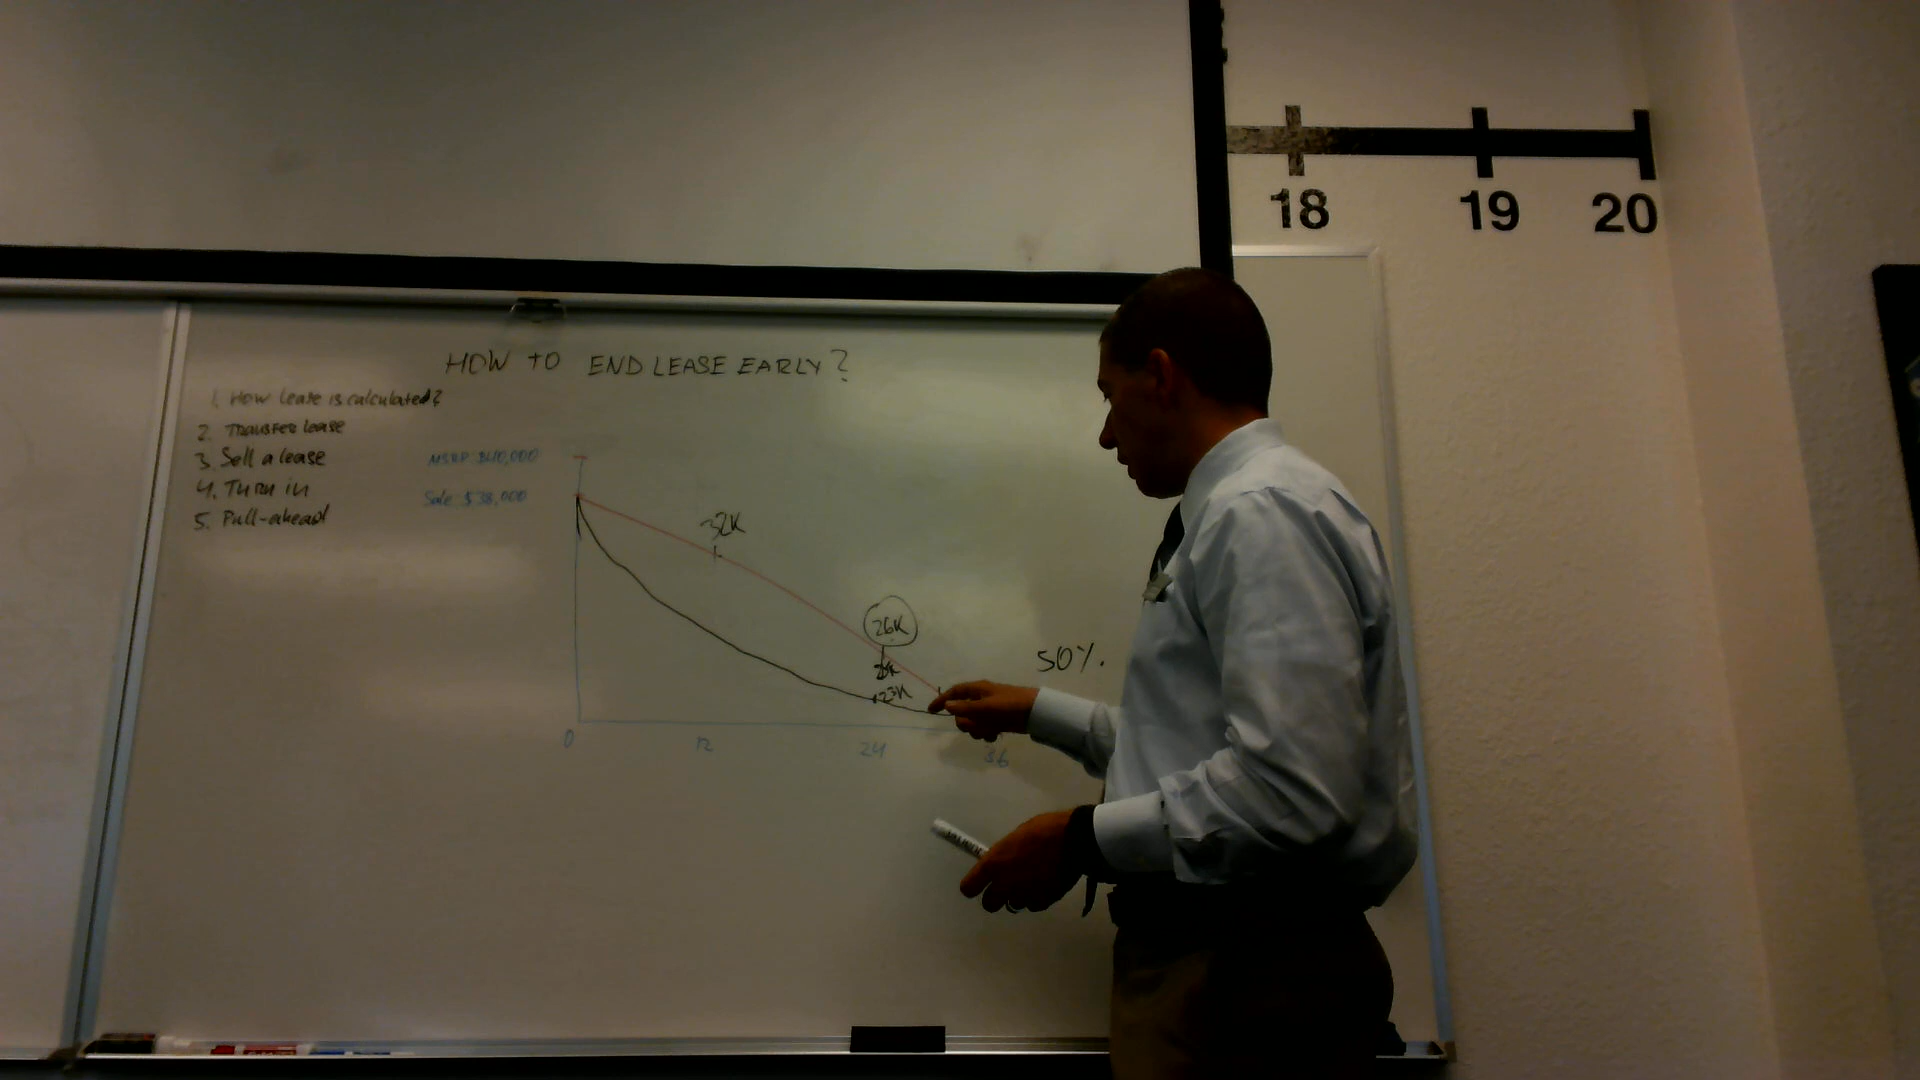 18 19 20
HOW TO END LEASE EARLY?
1. How lease is calculated?
2. Transfer lease
3. Sell a lease
4. Turn in
5. Pull-ahead
MSRP $40,000
Sale $38,000
32K
26K
23K
50%.
0 12 24 36